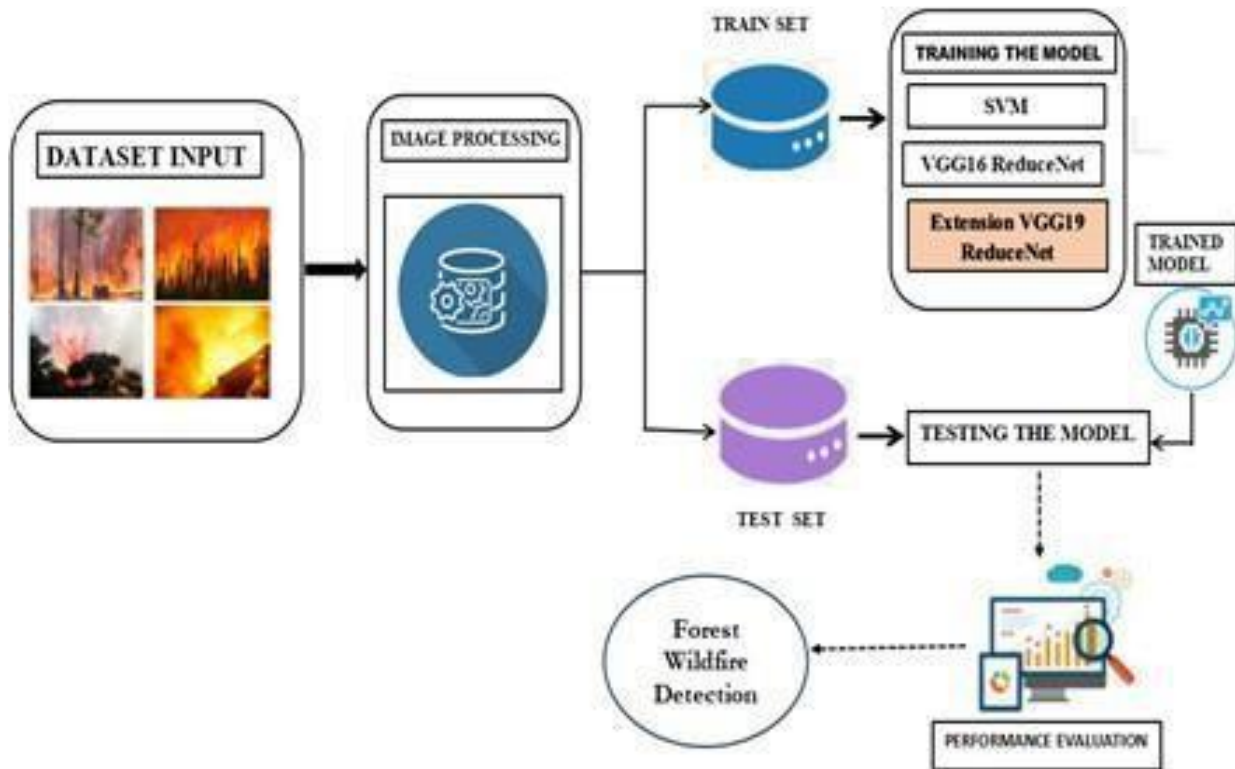 DATASET INPUT
IMAGE PROCESSING
TRAIN SET
TRAINING THE MODEL
SVM
VGG16 ReduceNet
Extension VGG19
ReduceNet
TRAINED
MODEL
TESTING THE MODEL
TEST SET
Forest
Wildfire
Detection
PERFORMANCE EVALUATION